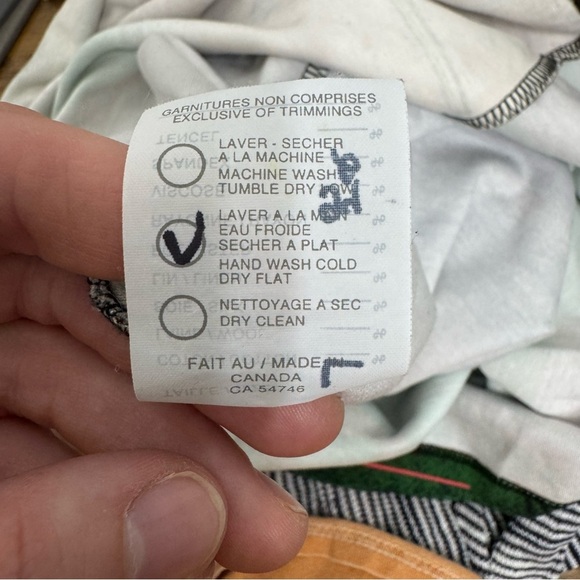 GARNITURES NON COMPRISES
EXCLUSIVE OF TRIMMINGS
LAVER - SECHER
A LA MACHINE
MACHINE WASH
TUMBLE DRY LOW
LAVER A LA MAIN
EAU FROIDE
SECHER A PLAT
HAND WASH COLD
DRY FLAT
NETTOYAGE A SEC
DRY CLEAN
FAIT AU / MADE
CANADA
CA 54746